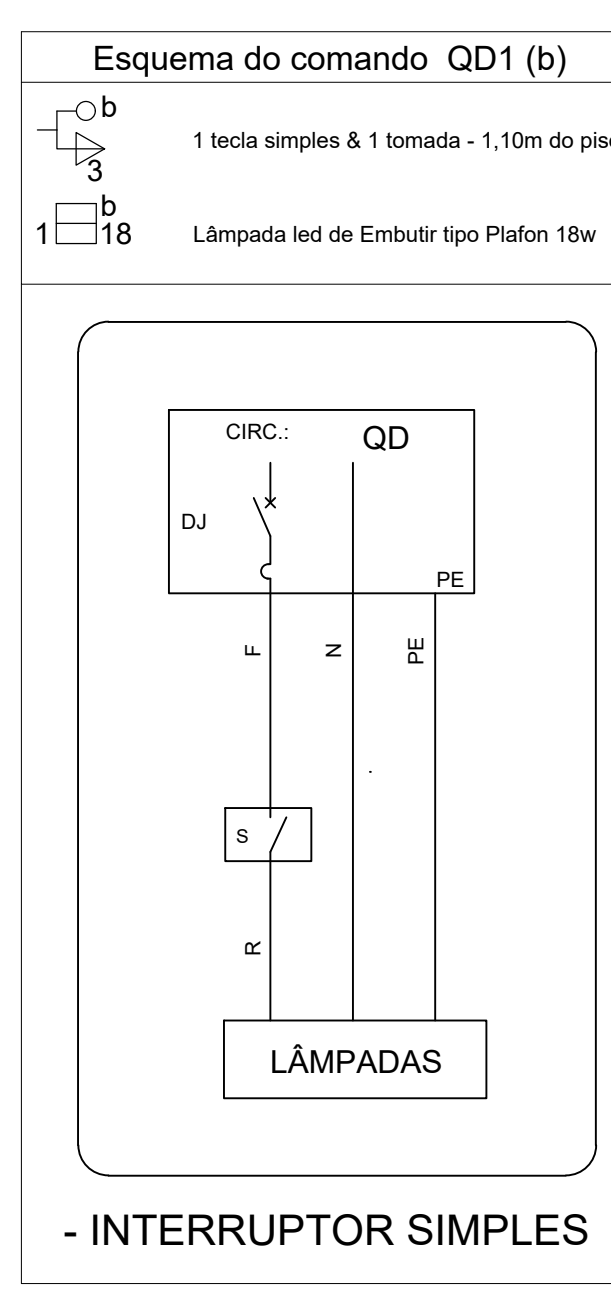 Esquema do comando QD1 (b)
b
1 tecla simples & 1 tomada - 1,10m do pis
3
b
1 18
Lâmpada led de Embutir tipo Plafon 18w
CIRC.: QD
DJ
PE
F N PE
S
R
LÂMPADAS
- INTERRUPTOR SIMPLES